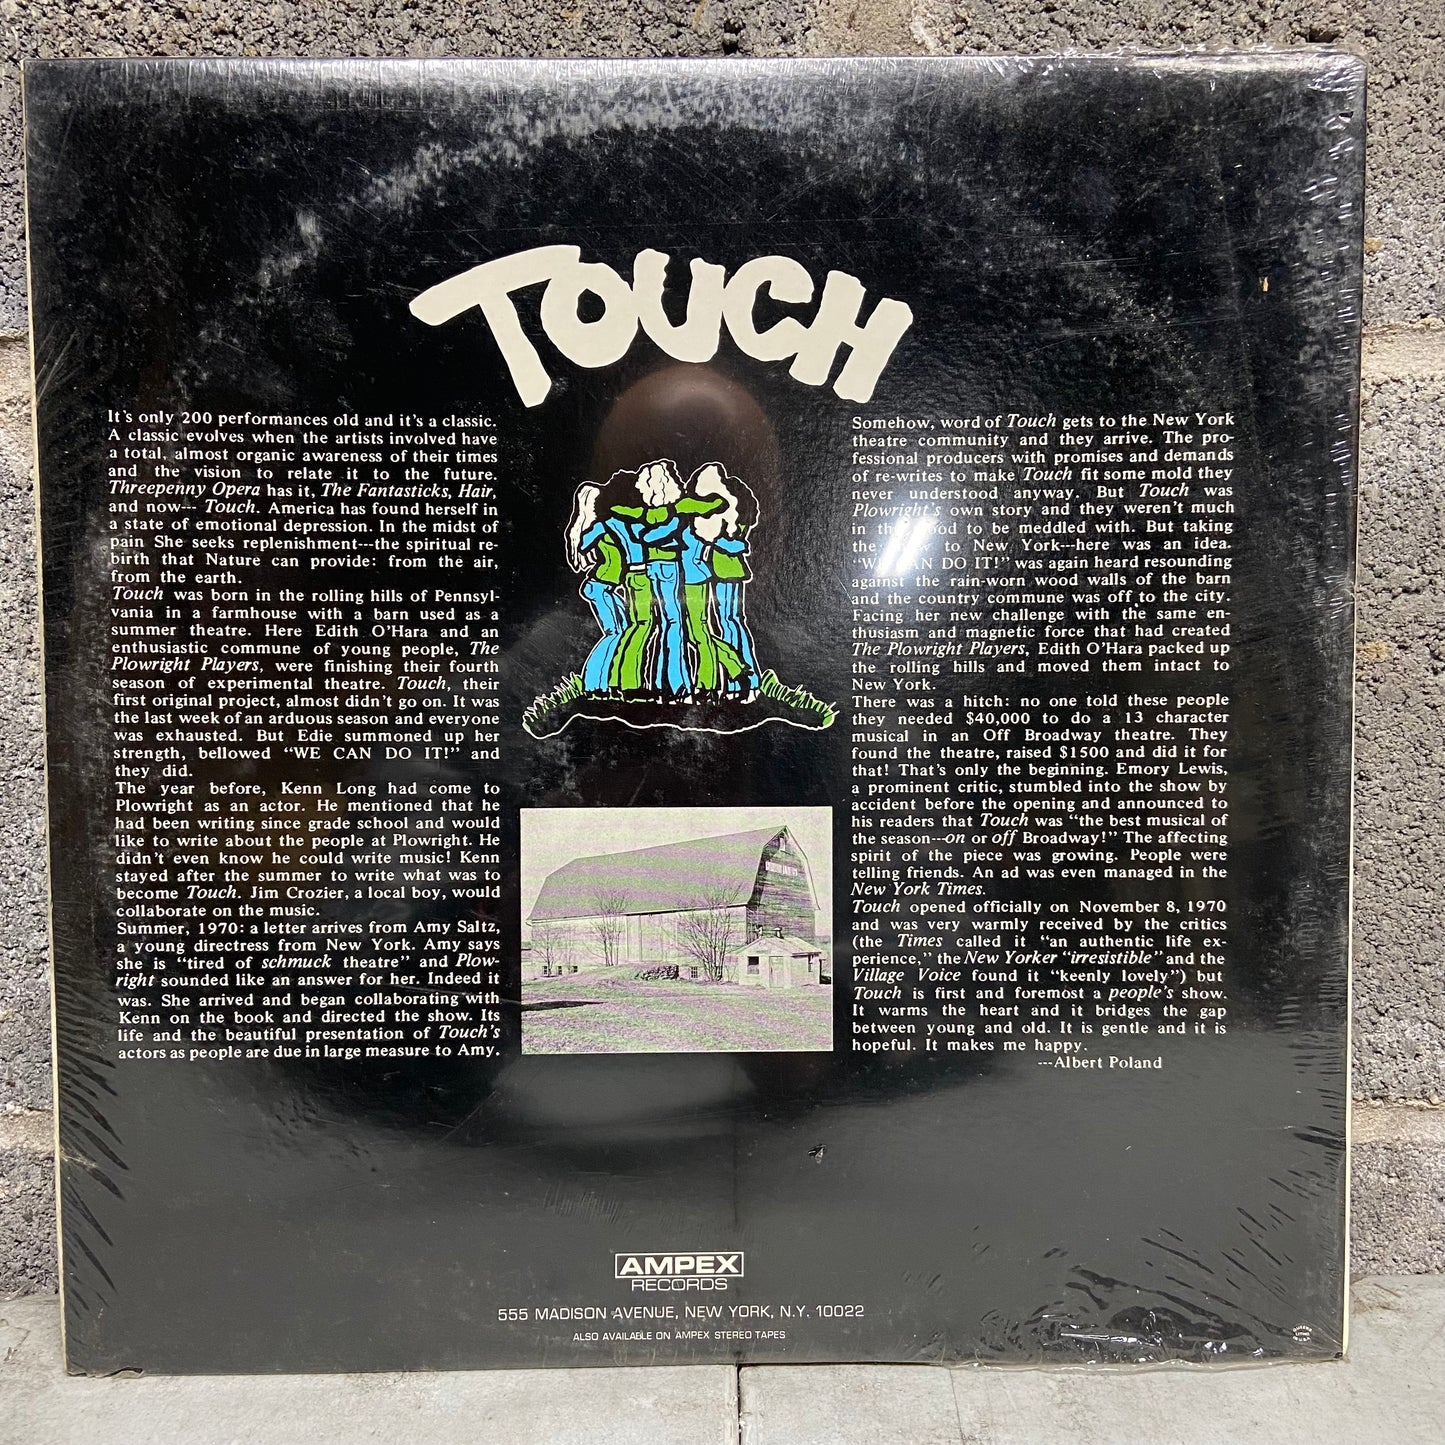 TOUCH
It's only 200 performances old and it's a classic.
A classic evolves when the artists involved have
a total, almost organic awareness of their times
and the vision to relate it to the future.
Threepenny Opera has it, The Fantasticks, Hair,
and now--- Touch. America has found herself in
a state of emotional depression. In the midst of
pain She seeks replenishment---the spiritual re-
birth that Nature can provide: from the air,
from the earth.
Touch was born in the rolling hills of Pennsyl-
vania in a farmhouse with a barn used as a
summer theatre. Here Edith O'Hara and an
enthusiastic commune of young people, The
Plowright Players, were finishing their fourth
season of experimental theatre. Touch, their
first original project, almost didn't go on. It was
the last week of an arduous season and everyone
was exhausted. But Edie summoned up her
strength, bellowed "WE CAN DO IT!" and
they did.
The year before, Kenn Long had come to
Plowright as an actor. He mentioned that he
had been writing since grade school and would
like to write about the people at Plowright. He
didn't even know he could write music! Kenn
stayed after the summer to write what was to
become Touch. Jim Crozier, a local boy, would
collaborate on the music.
Summer, 1970: a letter arrives from Amy Saltz,
a young directress from New York. Amy says
she is "tired of schmuck theatre" and Plow-
right sounded like an answer for her. Indeed it
was. She arrived and began collaborating with
Kenn on the book and directed the show. Its
life and the beautiful presentation of Touch's
actors as people are due in large measure to Amy.
Somehow, word of Touch gets to the New York
theatre community and they arrive. The pro-
fessional producers with promises and demands
of re-writes to make Touch fit some mold they
never understood anyway. But Touch was
Plowright's own story and they weren't much
in the mood to be meddled with. But taking
the show to New York---here was an idea.
"WE CAN DO IT!" was again heard resounding
against the rain-worn wood walls of the barn
and the country commune was off to the city.
Facing her new challenge with the same en-
thusiasm and magnetic force that had created
The Plowright Players, Edith O'Hara packed up
the rolling hills and moved them intact to
New York.
There was a hitch: no one told these people
they needed $40,000 to do a 13 character
musical in an Off Broadway theatre. They
found the theatre, raised $1500 and did it for
that! That's only the beginning. Emory Lewis,
a prominent critic, stumbled into the show by
accident before the opening and announced to
his readers that Touch was "the best musical of
the season---on or off Broadway!" The affecting
spirit of the piece was growing. People were
telling friends. An ad was even managed in the
New York Times.
Touch opened officially on November 8, 1970
and was very warmly received by the critics
(the Times called it "an authentic life ex-
perience," the New Yorker "irresistible" and the
Village Voice found it "keenly lovely") but
Touch is first and foremost a people's show.
It warms the heart and it bridges the gap
between young and old. It is gentle and it is
hopeful. It makes me happy.
---Albert Poland
AMPEX
RECORDS
555 MADISON AVENUE, NEW YORK, N.Y. 10022
ALSO AVAILABLE ON AMPEX STEREO TAPES
QUEENS
LITHO.
IN U.S.A.